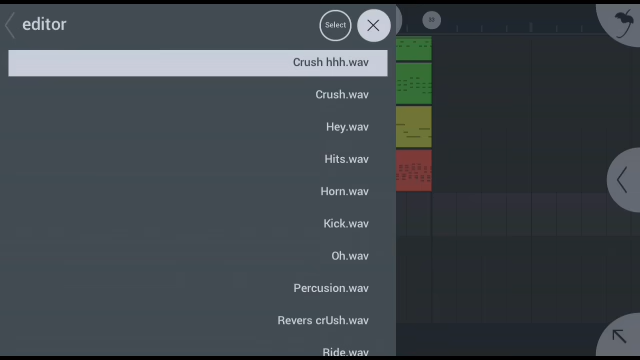 editor
Select
Crush hhh.wav
Crush.wav
Hey.wav
Hits.wav
Horn.wav
Kick.wav
Oh.wav
Percusion.wav
Revers crUsh.wav
Ride.wav